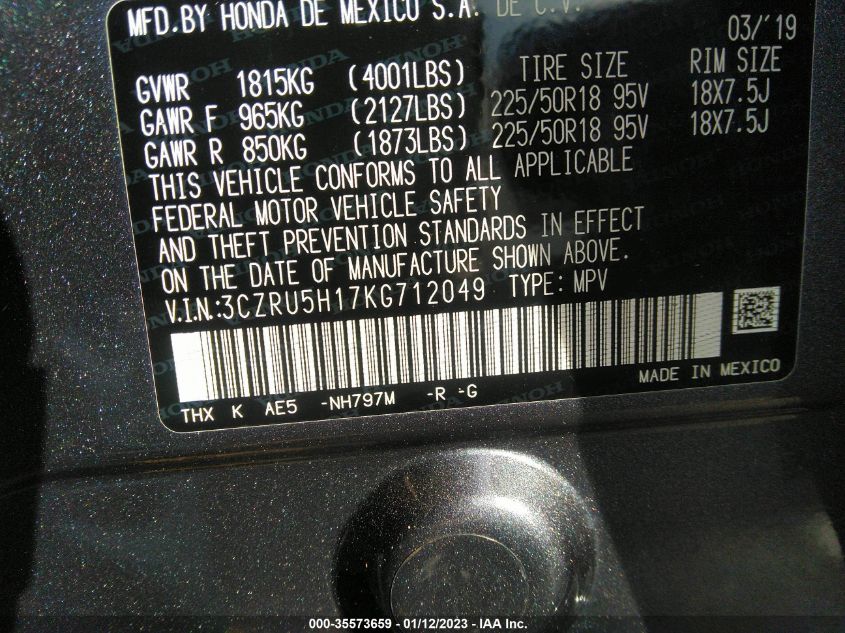 MFD.BY HONDA DE MEXICO S.A. DE C.V.
03/'19
GVWR 1815KG (4001LBS) TIRE SIZE RIM SIZE
GAWR F 965KG (2127LBS) 225/50R18 95V 18X7.5J
GAWR R 850KG (1873LBS) 225/50R18 95V 18X7.5J
THIS VEHICLE CONFORMS TO ALL APPLICABLE
FEDERAL MOTOR VEHICLE SAFETY
AND THEFT PREVENTION STANDARDS IN EFFECT
ON THE DATE OF MANUFACTURE SHOWN ABOVE.
V.I.N.:3CZRU5H17KG712049 TYPE: MPV
MADE IN MEXICO
THX K AE5 -NH797M -R -G
000-35573659 - 01/12/2023 - IAA Inc.